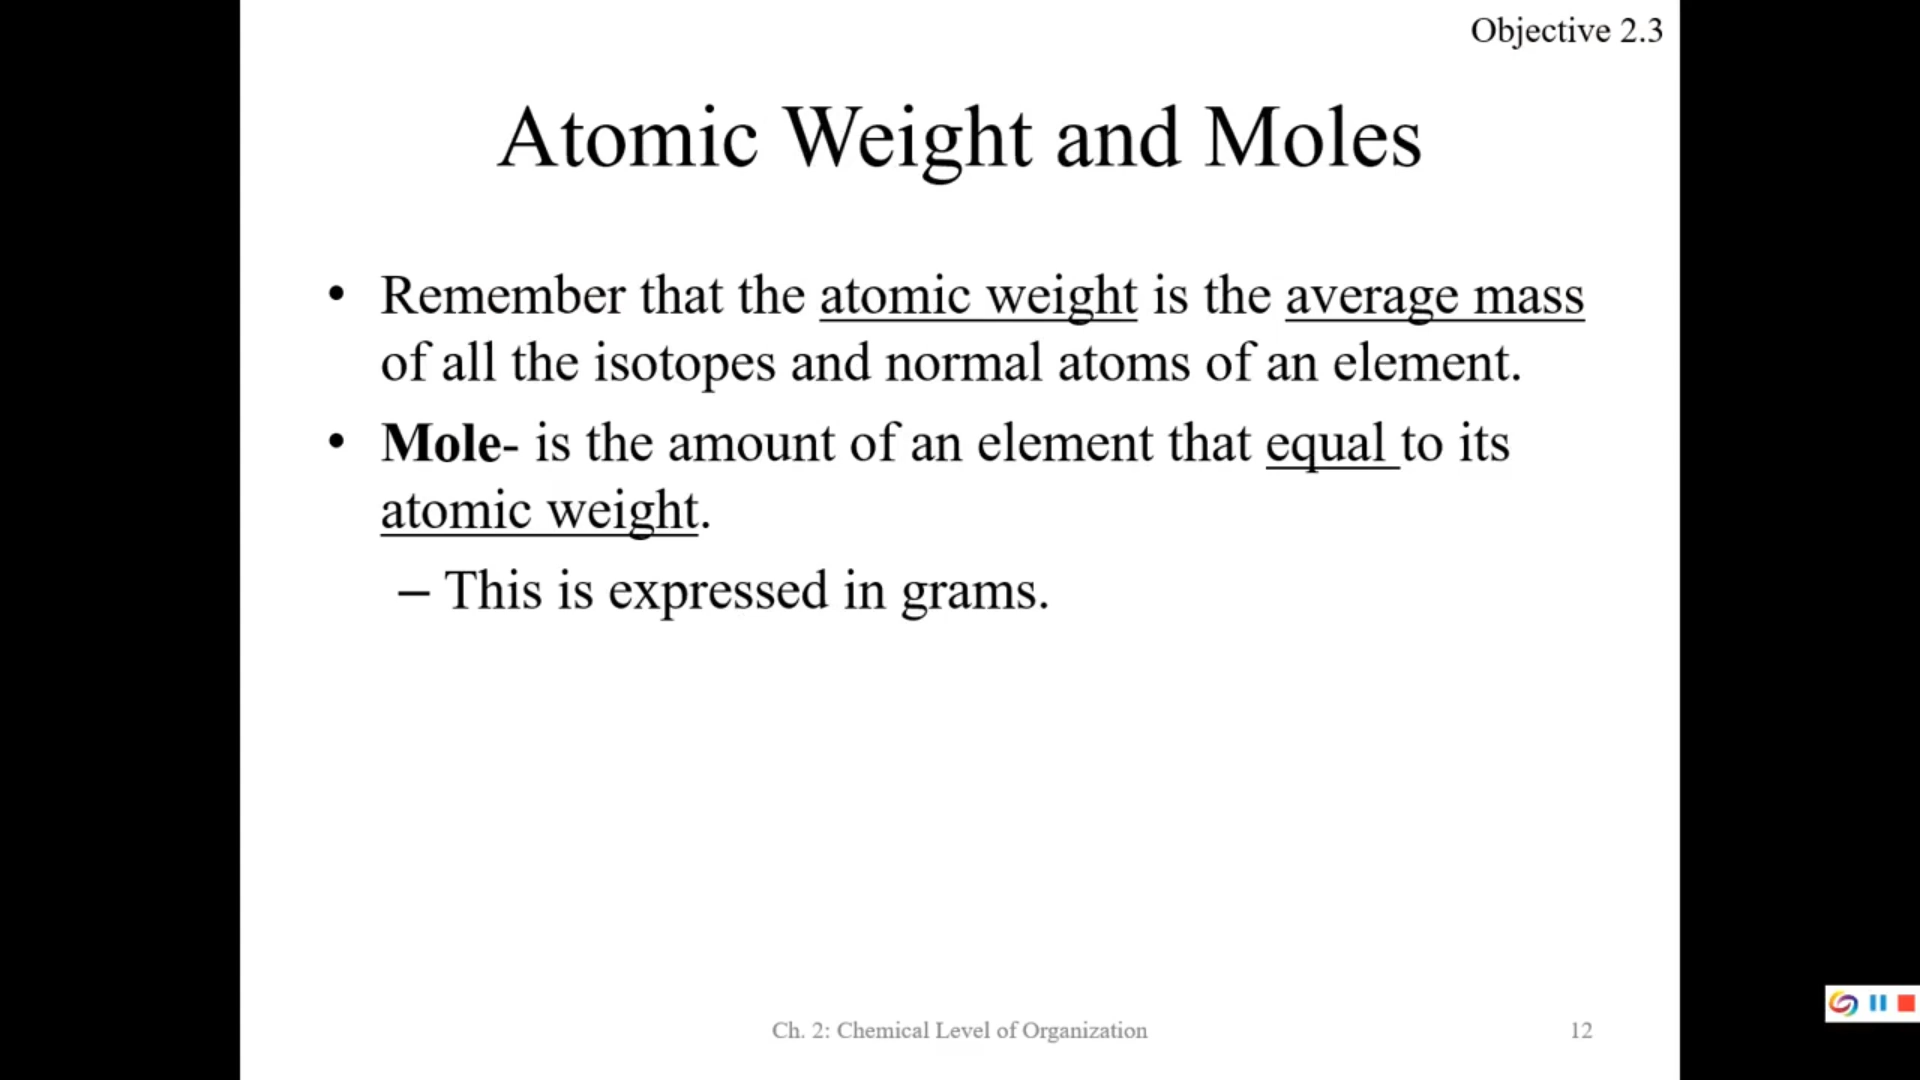 Objective 2.3
Atomic Weight and Moles
• Remember that the atomic weight is the average mass
of all the isotopes and normal atoms of an element.
• Mole- is the amount of an element that equal to its
atomic weight.
– This is expressed in grams.
Ch. 2: Chemical Level of Organization
12